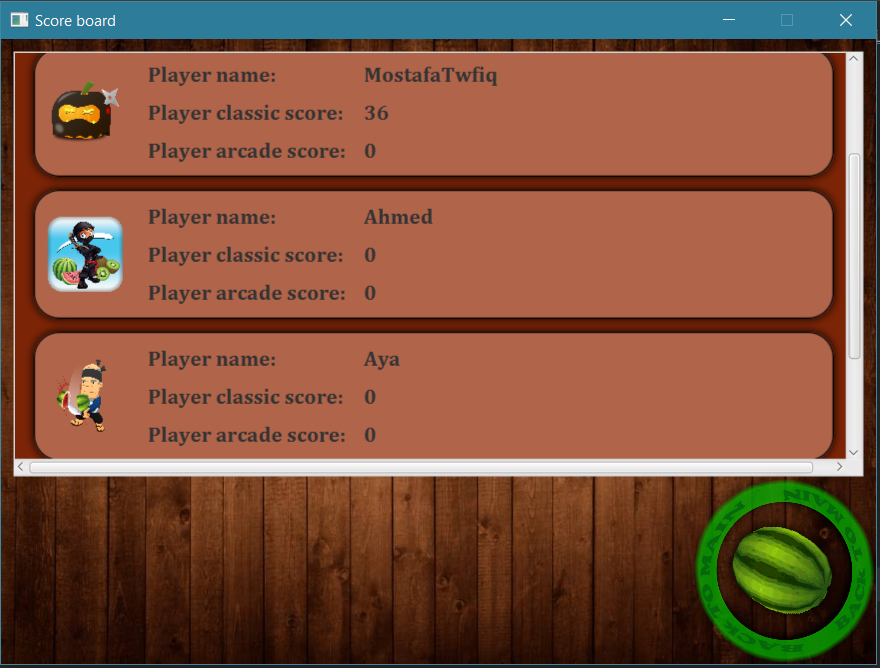 Score board
Player name: MostafaTwfiq
Player classic score: 36
Player arcade score: 0
Player name: Ahmed
Player classic score: 0
Player arcade score: 0
Player name: Aya
Player classic score: 0
Player arcade score: 0
BACK TO MAIN
BACK TO MAIN